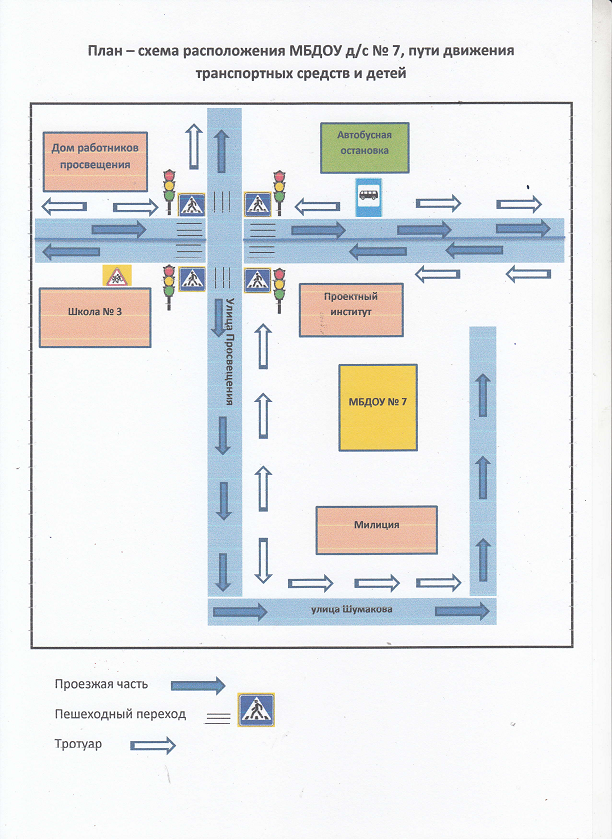 План – схема расположения МБДОУ д/с № 7, пути движения
транспортных средств и детей
Дом работников
просвещения
Автобусная
остановка
Школа № 3
Улица Просвещения
Проектный
институт
МБДОУ № 7
Милиция
улица Шумакова
Проезжая часть
Пешеходный переход
Тротуар